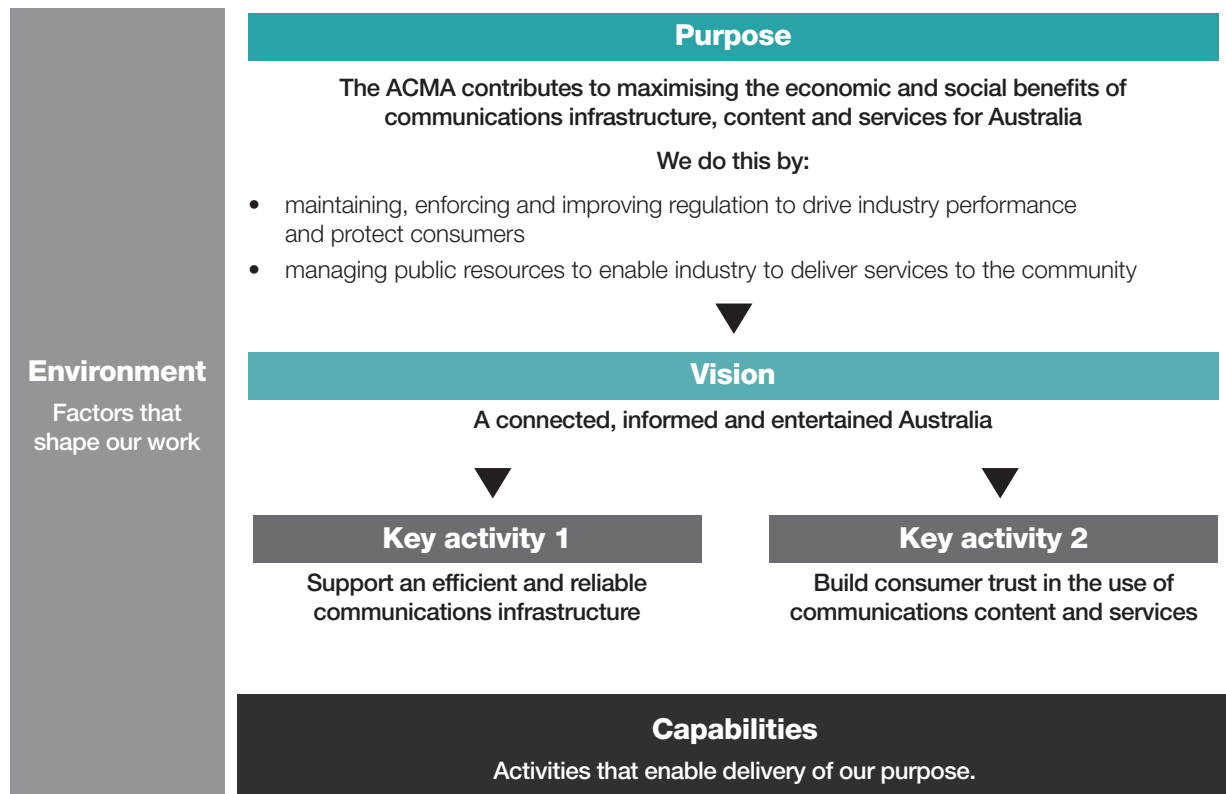 Environment
Factors that
shape our work
Purpose
The ACMA contributes to maximising the economic and social benefits of
communications infrastructure, content and services for Australia
We do this by:
• maintaining, enforcing and improving regulation to drive industry performance
and protect consumers
• managing public resources to enable industry to deliver services to the community
Vision
A connected, informed and entertained Australia
Key activity 1
Support an efficient and reliable
communications infrastructure
Key activity 2
Build consumer trust in the use of
communications content and services
Capabilities
Activities that enable delivery of our purpose.